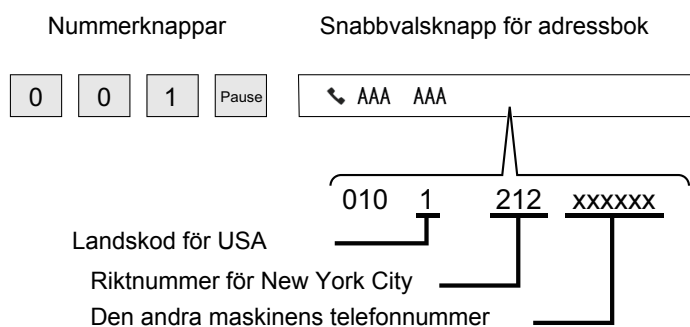 Nummerknappar Snabbvalsknapp för adressbok
0 0 1 Pause AAA AAA
010 1 212 xxxxxx
Landskod för USA
Riktnummer för New York City
Den andra maskinens telefonnummer